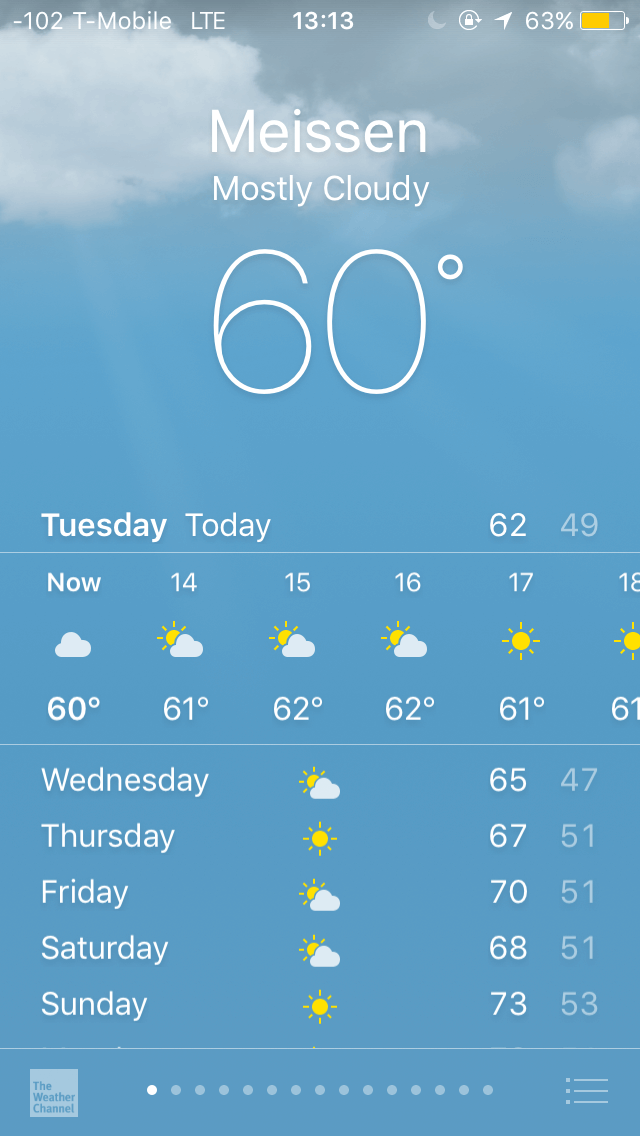 -102 T-Mobile LTE 13:13 63%
Meissen
Mostly Cloudy
60°
Tuesday Today 62 49
Now 14 15 16 17 18
60° 61° 62° 62° 61° 61
Wednesday 65 47
Thursday 67 51
Friday 70 51
Saturday 68 51
Sunday 73 53
The
Weather
Channel